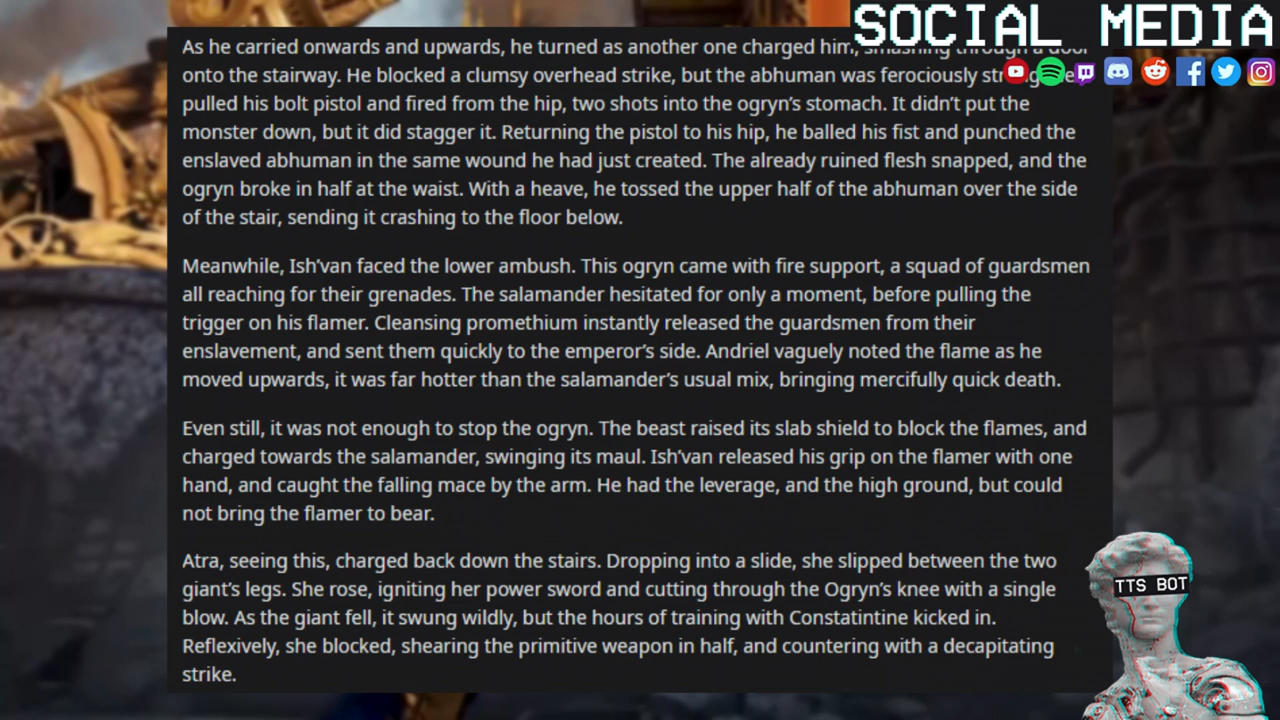 SOCIAL MEDIA
As he carried onwards and upwards, he turned as another one charged him, smashing through a door
onto the stairway. He blocked a clumsy overhead strike, but the abhuman was ferociously
pulled his bolt pistol and fired from the hip, two shots into the ogryn’s stomach. It didn’t put the
monster down, but it did stagger it. Returning the pistol to his hip, he balled his fist and punched the
enslaved abhuman in the same wound he had just created. The already ruined flesh snapped, and the
ogryn broke in half at the waist. With a heave, he tossed the upper half of the abhuman over the side
of the stair, sending it crashing to the floor below.
Meanwhile, Ish’van faced the lower ambush. This ogryn came with fire support, a squad of guardsmen
all reaching for their grenades. The salamander hesitated for only a moment, before pulling the
trigger on his flamer. Cleansing promethium instantly released the guardsmen from their
enslavement, and sent them quickly to the emperor’s side. Andriel vaguely noted the flame as he
moved upwards, it was far hotter than the salamander’s usual mix, bringing mercifully quick death.
Even still, it was not enough to stop the ogryn. The beast raised its slab shield to block the flames, and
charged towards the salamander, swinging its maul. Ish’van released his grip on the flamer with one
hand, and caught the falling mace by the arm. He had the leverage, and the high ground, but could
not bring the flamer to bear.
Atra, seeing this, charged back down the stairs. Dropping into a slide, she slipped between the two
giant’s legs. She rose, igniting her power sword and cutting through the Ogryn’s knee with a single
blow. As the giant fell, it swung wildly, but the hours of training with Constatintine kicked in.
Reflexively, she blocked, shearing the primitive weapon in half, and countering with a decapitating
strike.
TTS BOT